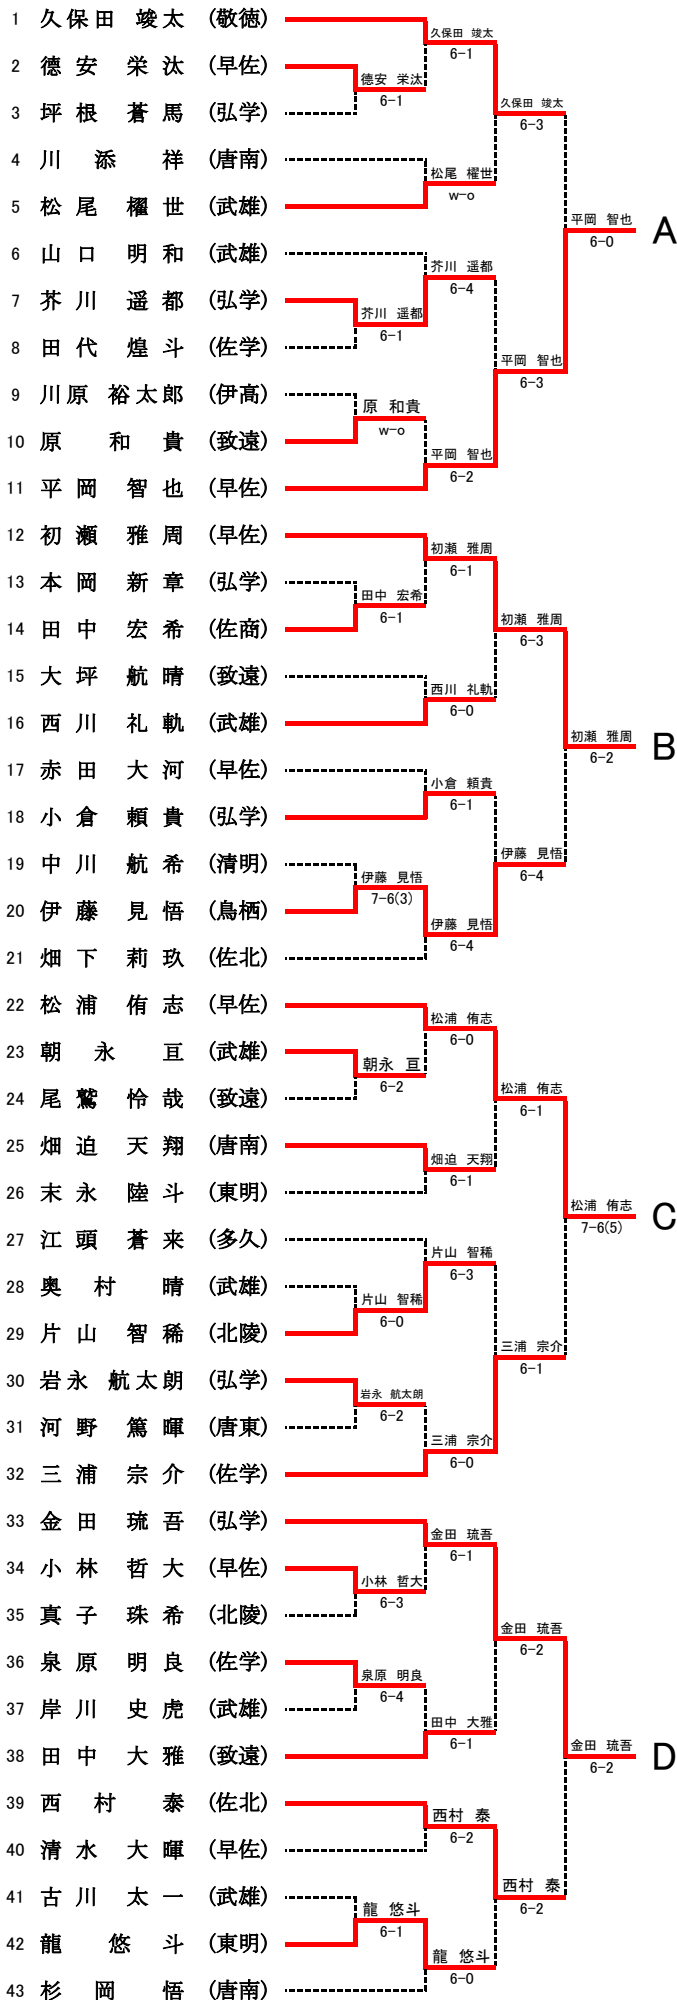 1 久保田 竣太 (敬徳)
2 德安 栄汰 (早佐)
3 坪根 蒼馬 (弘学)
4 川添 祥 (唐南)
5 松尾 櫂世 (武雄)
6 山口 明和 (武雄)
7 芥川 遥都 (弘学)
8 田代 煌斗 (佐学)
9 川原 裕太郎 (伊高)
10 原 和貴 (致遠)
11 平岡 智也 (早佐)
12 初瀬 雅周 (早佐)
13 本岡 新章 (弘学)
14 田中 宏希 (佐商)
15 大坪 航晴 (致遠)
16 西川 礼軌 (武雄)
17 赤田 大河 (早佐)
18 小倉 頼貴 (弘学)
19 中川 航希 (清明)
20 伊藤 見悟 (鳥栖)
21 畑下 莉玖 (佐北)
22 松浦 侑志 (早佐)
23 朝永 亘 (武雄)
24 尾鷲 怜哉 (致遠)
25 畑迫 天翔 (唐南)
26 末永 陸斗 (東明)
27 江頭 蒼来 (多久)
28 奥村 晴 (武雄)
29 片山 智稀 (北陵)
30 岩永 航太朗 (弘学)
31 河野 篤暉 (唐東)
32 三浦 宗介 (佐学)
33 金田 琉吾 (弘学)
34 小林 哲大 (早佐)
35 真子 珠希 (北陵)
36 泉原 明良 (佐学)
37 岸川 史虎 (武雄)
38 田中 大雅 (致遠)
39 西村 泰 (佐北)
40 清水 大暉 (早佐)
41 古川 太一 (武雄)
42 龍 悠斗 (東明)
43 杉岡 悟 (唐南)
德安 栄汰
6-1
芥川 遥都
6-1
原 和貴
w-o
田中 宏希
6-1
伊藤 見悟
7-6(3)
朝永 亘
6-2
片山 智稀
6-0
岩永 航太朗
6-2
小林 哲大
6-3
泉原 明良
6-4
龍 悠斗
6-1
久保田 竣太
6-1
松尾 櫂世
w-o
芥川 遥都
6-4
平岡 智也
6-2
初瀬 雅周
6-1
西川 礼軌
6-0
小倉 頼貴
6-1
伊藤 見悟
6-4
松浦 侑志
6-0
畑迫 天翔
6-1
片山 智稀
6-3
三浦 宗介
6-0
金田 琉吾
6-1
田中 大雅
6-1
西村 泰
6-2
龍 悠斗
6-0
久保田 竣太
6-3
平岡 智也
6-3
初瀬 雅周
6-3
伊藤 見悟
6-4
松浦 侑志
6-1
三浦 宗介
6-1
金田 琉吾
6-2
西村 泰
6-2
平岡 智也
6-0
A
初瀬 雅周
6-2
B
松浦 侑志
7-6(5)
C
金田 琉吾
6-2
D